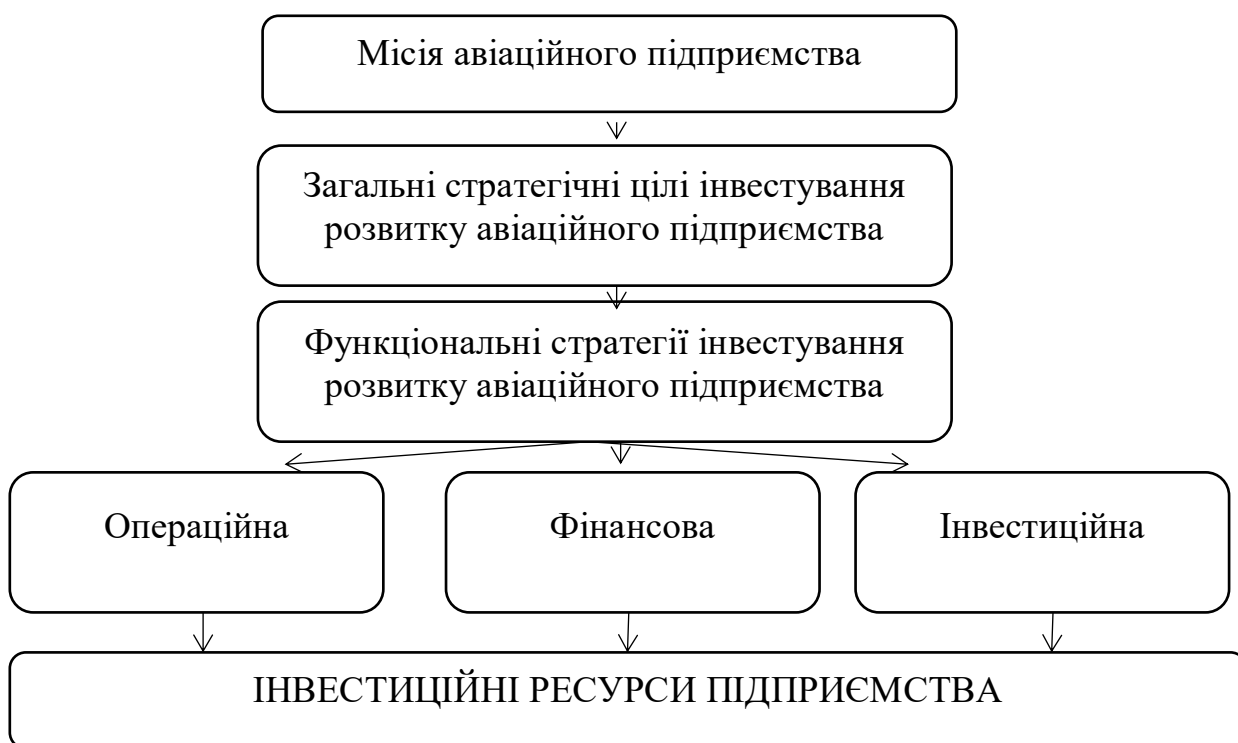 Місія авіаційного підприємства
Загальні стратегічні цілі інвестування
розвитку авіаційного підприємства
Функціональні стратегії інвестування
розвитку авіаційного підприємства
Операційна
Фінансова
Інвестиційна
ІНВЕСТИЦІЙНІ РЕСУРСИ ПІДПРИЄМСТВА